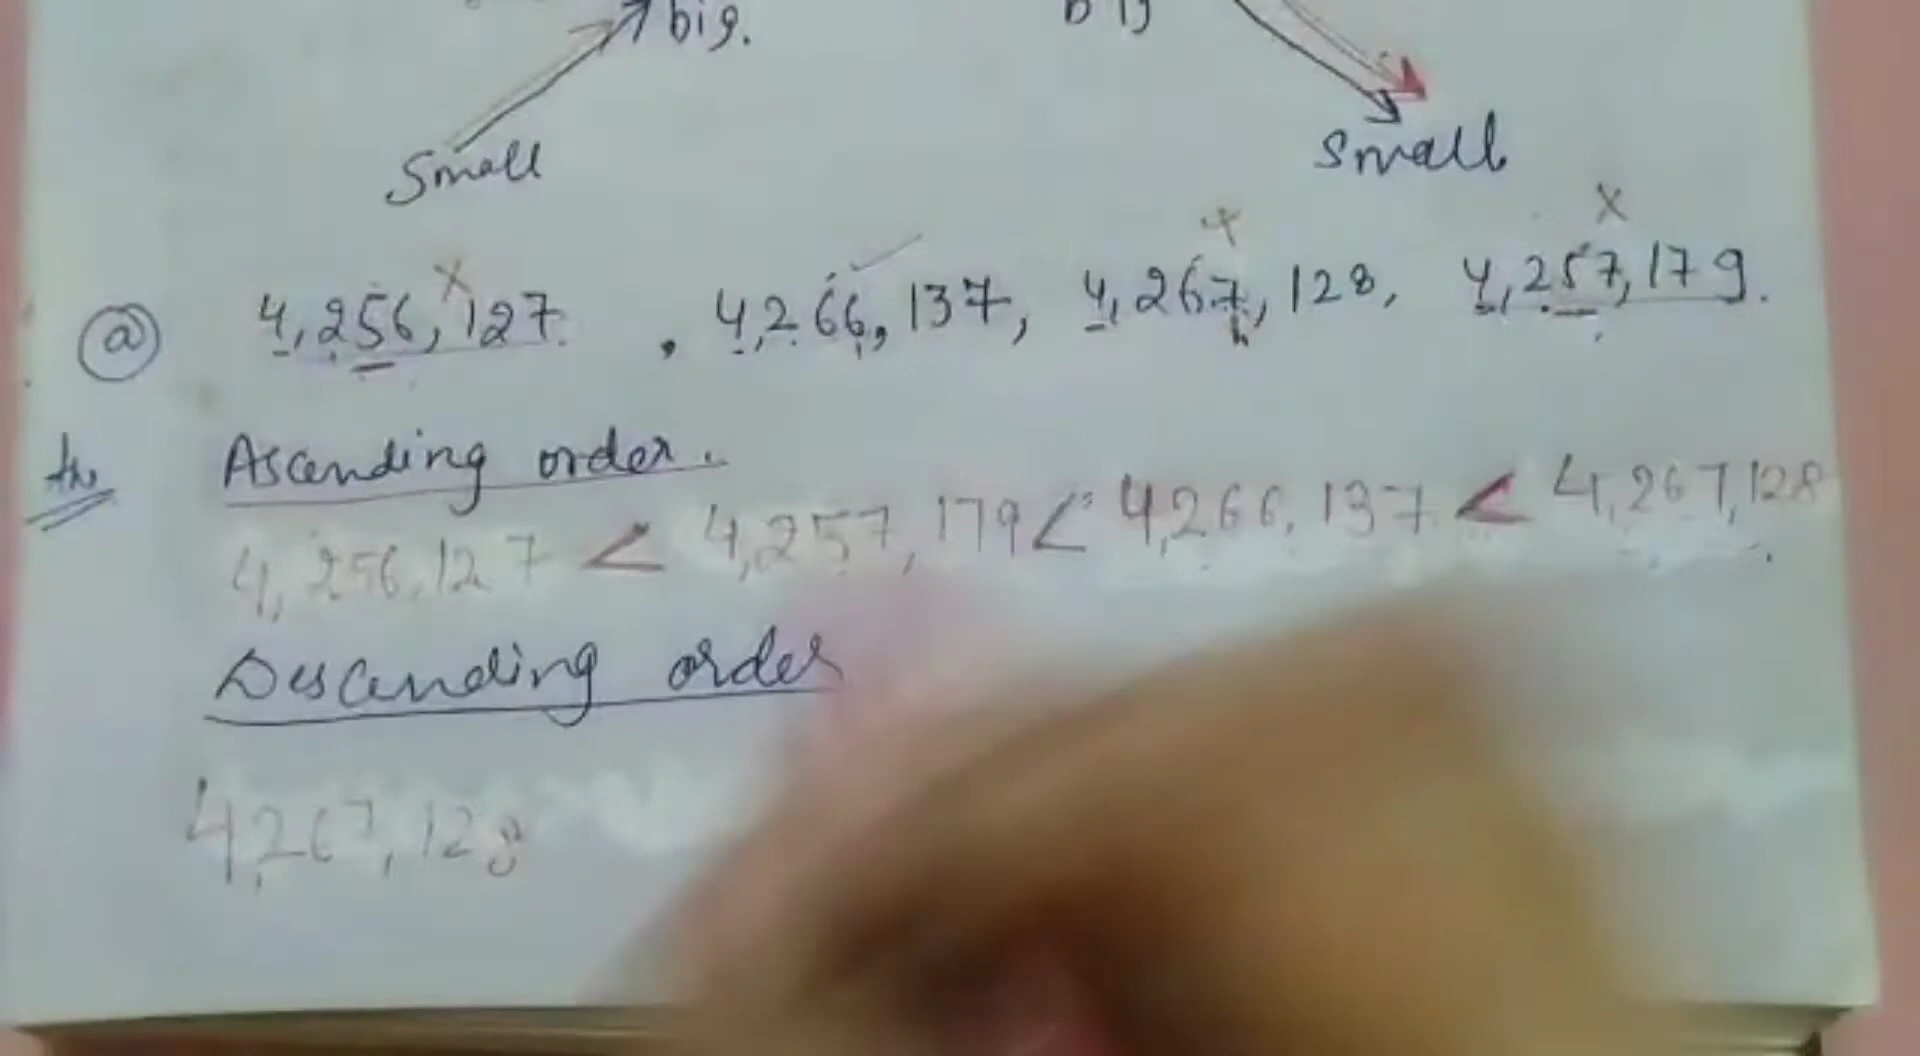 big.
Small
Small
(a) 4,256,127. , 4,266,137, 4,267,128, 4,257,179.
Ascending order.
4,256,127 < 4,257,179 < 4,266,137 < 4,267,128
Descending order
4,267,128